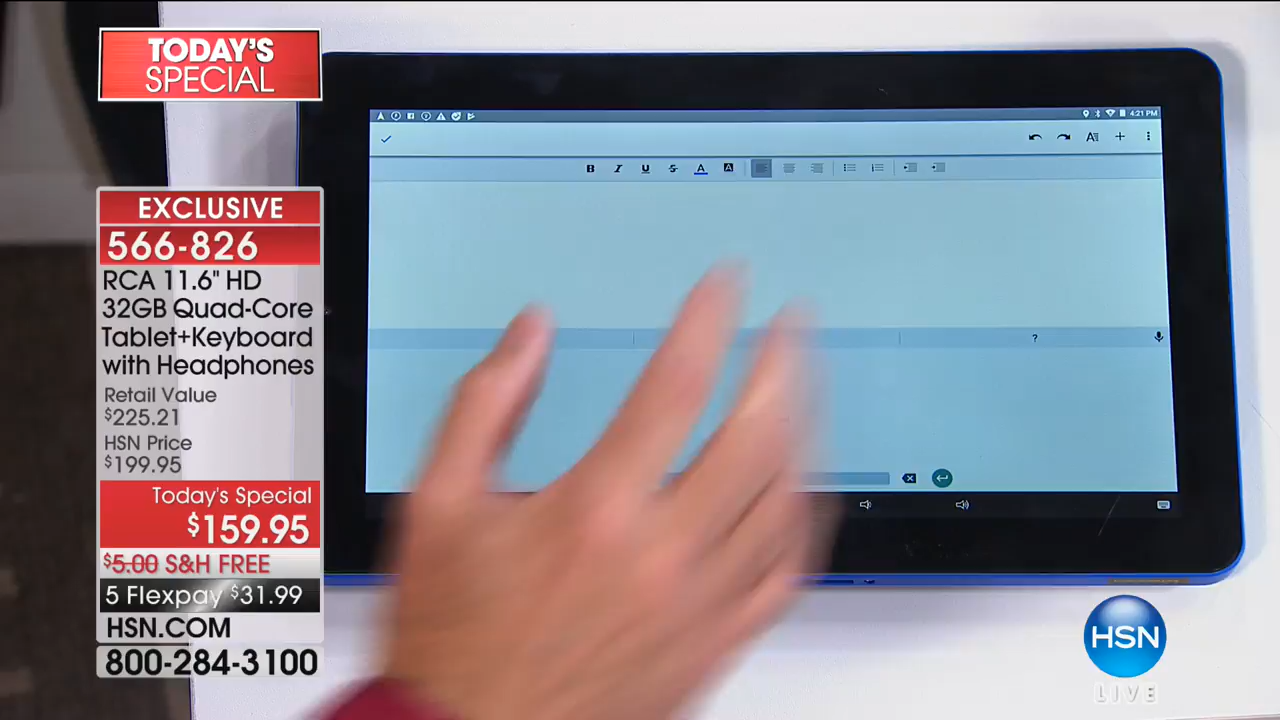 TODAY'S
SPECIAL
EXCLUSIVE
566-826
RCA 11.6" HD
32GB Quad-Core
Tablet+Keyboard
with Headphones
Retail Value
$225.21
HSN Price
$199.95
Today's Special
$159.95
$5.00 S&H FREE
5 Flexpay $31.99
HSN.COM
800-284-3100
4:21 PM
B I U S A A
?
HSN
LIVE